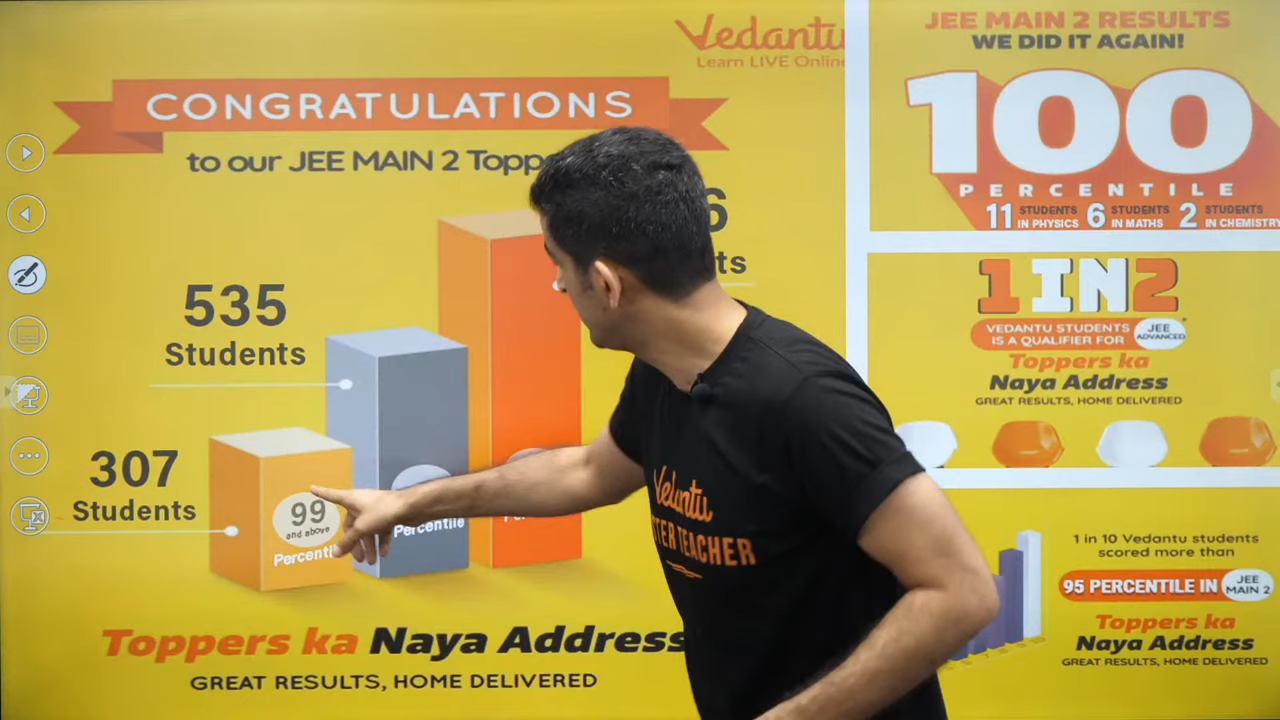 Vedantu
Learn LIVE Online
CONGRATULATIONS
to our JEE MAIN 2
535
Students
307
Students
99
and above
Percentile
Toppers ka Naya Address
GREAT RESULTS, HOME DELIVERED
JEE MAIN 2 RESULTS
WE DID IT AGAIN!
100
PERCENTILE
11 STUDENTS IN PHYSICS 6 STUDENTS IN MATHS 2 STUDENTS IN CHEMISTRY
1 IN 2
VEDANTU STUDENTS
IS A QUALIFIER FOR
JEE
ADVANCED
Toppers ka
Naya Address
GREAT RESULTS, HOME DELIVERED
1 in 10 Vedantu students
scored more than
95 PERCENTILE IN JEE MAIN 2
Toppers ka
Naya Address
GREAT RESULTS, HOME DELIVERED
Vedantu
TEACHER